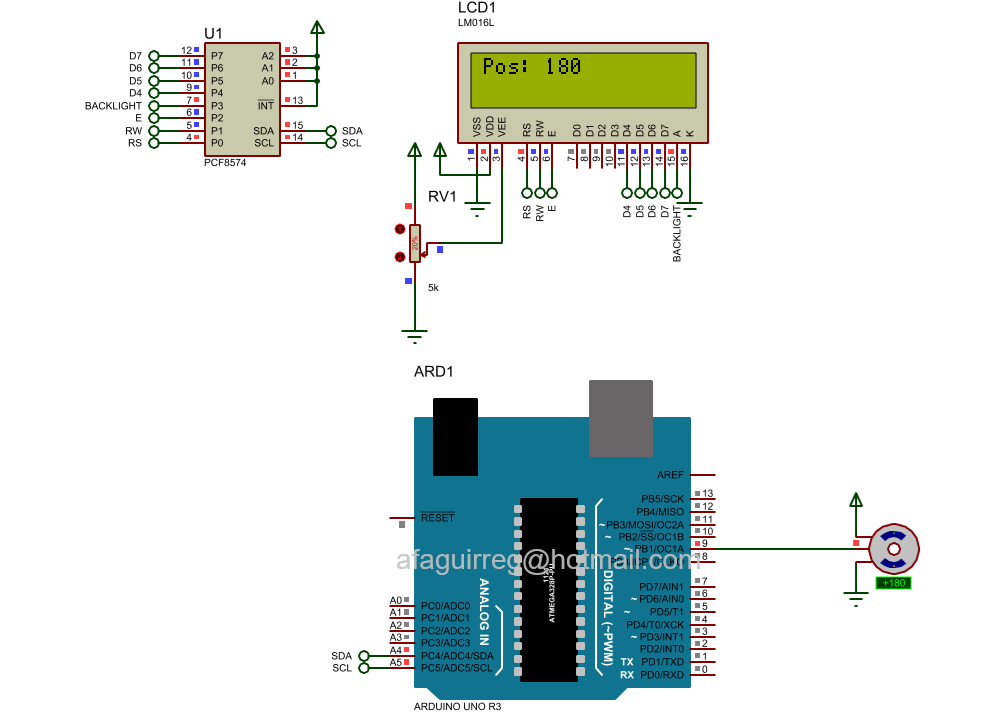 LCD1
LM016L
Pos: 180
VSS VDD VEE RS RW E D0 D1 D2 D3 D4 D5 D6 D7 A K
1 2 3 4 5 6 7 8 9 10 11 12 13 14 15 16
RS RW E D4 D5 D6 D7 BACKLIGHT
U1
D7 12 P7 A2 3
D6 11 P6 A1 2
D5 10 P5 A0 1
D4 9 P4
BACKLIGHT 7 P3 INT 13
E 6 P2
RW 5 P1 SDA 15 SDA
RS 4 P0 SCL 14 SCL
PCF8574
RV1
20%
5k
ARD1
AREF
PB5/SCK 13
PB4/MISO 12
RESET
~PB3/MOSI/OC2A 11
~ PB2/SS/OC1B 10
~ PB1/OC1A 9
8
afaguirreg@hotmail.com
+180
1121
ATMEGA328P-PU
ANALOG IN
DIGITAL (~PWM)
PD7/AIN1 7
~ PD6/AIN0 6
~ PD5/T1 5
PD4/T0/XCK 4
~ PD3/INT1 3
PD2/INT0 2
TX PD1/TXD 1
RX PD0/RXD 0
A0 PC0/ADC0
A1 PC1/ADC1
A2 PC2/ADC2
A3 PC3/ADC3
SDA A4 PC4/ADC4/SDA
SCL A5 PC5/ADC5/SCL
ARDUINO UNO R3